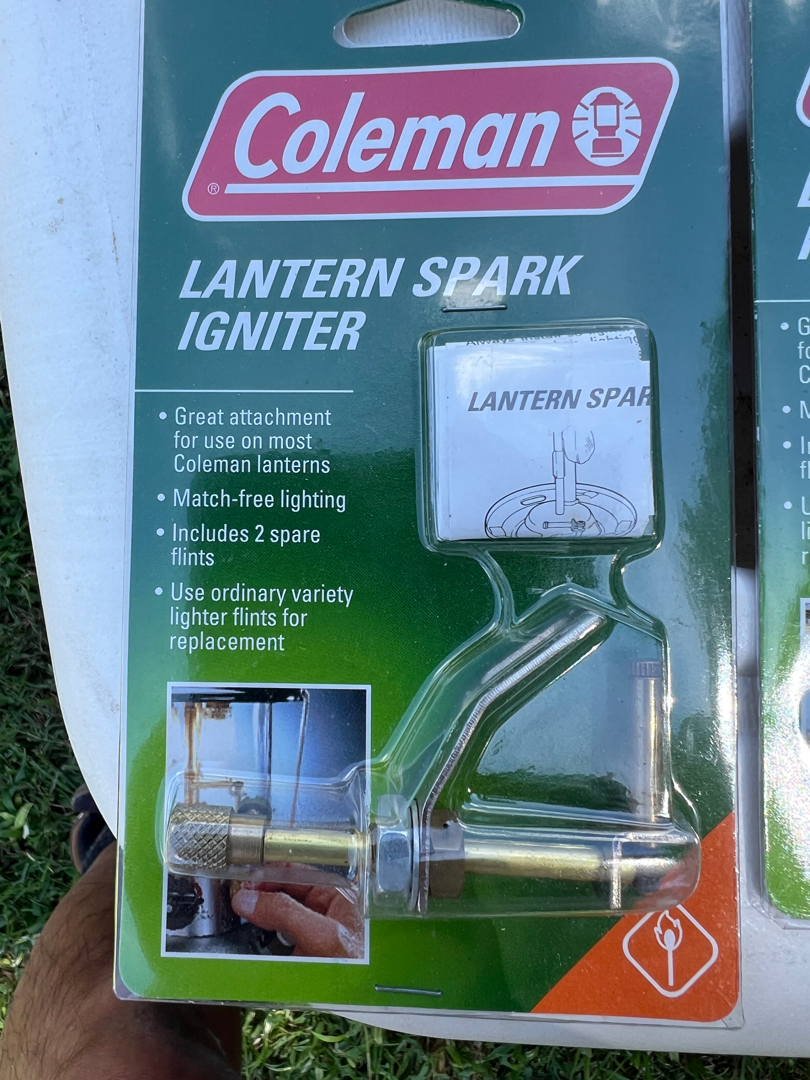 Coleman
®
LANTERN SPARK
IGNITER
LANTERN SPAR
• Great attachment
for use on most
Coleman lanterns
• Match-free lighting
• Includes 2 spare
flints
• Use ordinary variety
lighter flints for
replacement